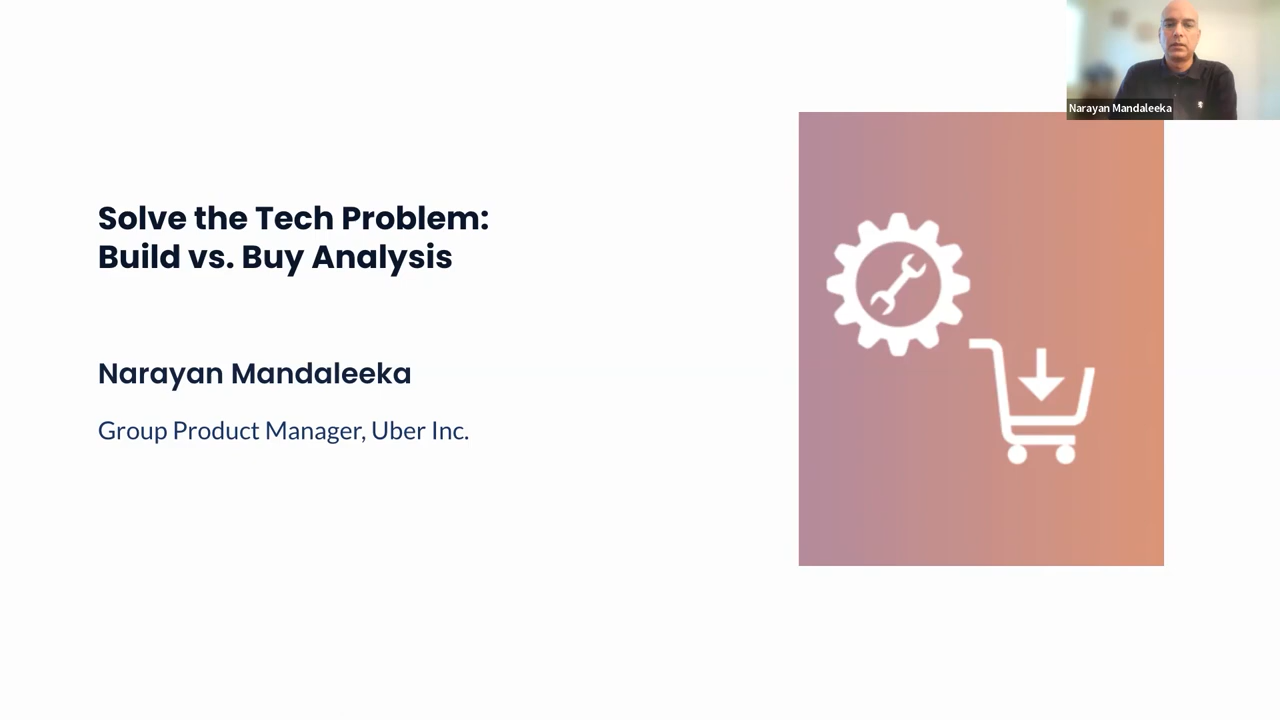 Solve the Tech Problem:
Build vs. Buy Analysis
Narayan Mandaleeka
Group Product Manager, Uber Inc.
Narayan Mandaleeka